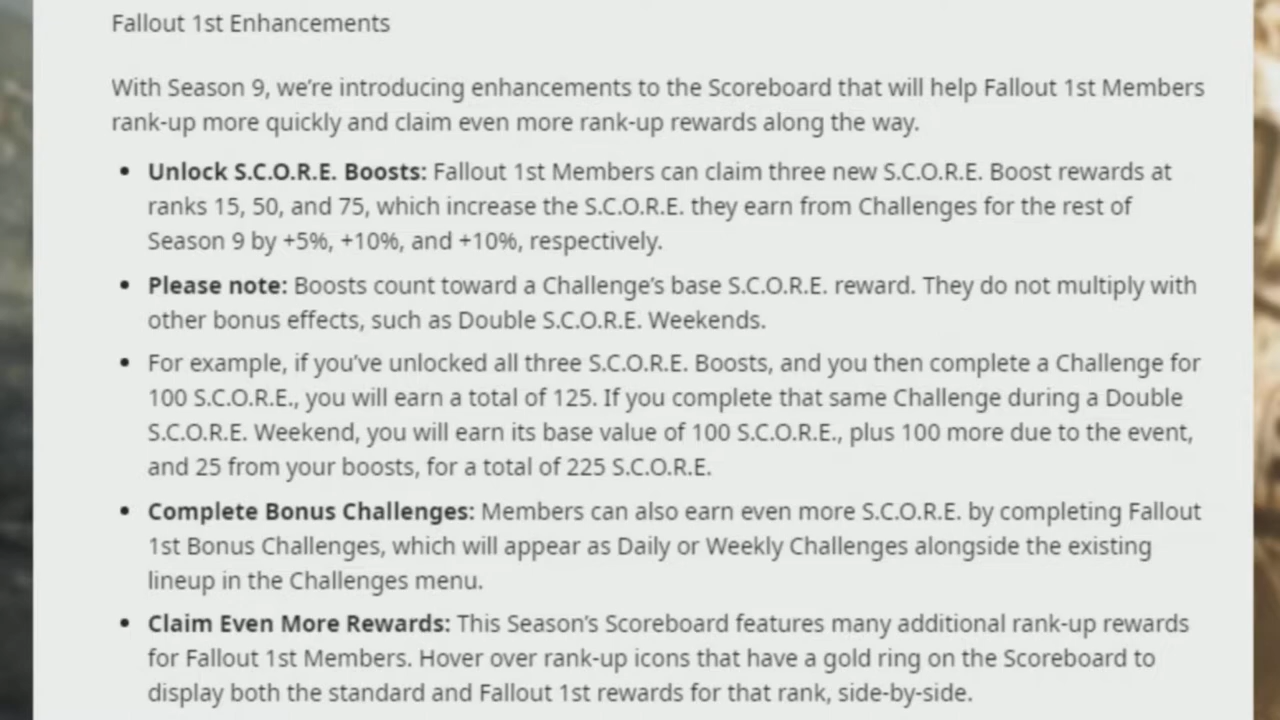 Fallout 1st Enhancements
With Season 9, we're introducing enhancements to the Scoreboard that will help Fallout 1st Members
rank-up more quickly and claim even more rank-up rewards along the way.
• Unlock S.C.O.R.E. Boosts: Fallout 1st Members can claim three new S.C.O.R.E. Boost rewards at
ranks 15, 50, and 75, which increase the S.C.O.R.E. they earn from Challenges for the rest of
Season 9 by +5%, +10%, and +10%, respectively.
• Please note: Boosts count toward a Challenge's base S.C.O.R.E. reward. They do not multiply with
other bonus effects, such as Double S.C.O.R.E. Weekends.
• For example, if you've unlocked all three S.C.O.R.E. Boosts, and you then complete a Challenge for
100 S.C.O.R.E., you will earn a total of 125. If you complete that same Challenge during a Double
S.C.O.R.E. Weekend, you will earn its base value of 100 S.C.O.R.E., plus 100 more due to the event,
and 25 from your boosts, for a total of 225 S.C.O.R.E.
• Complete Bonus Challenges: Members can also earn even more S.C.O.R.E. by completing Fallout
1st Bonus Challenges, which will appear as Daily or Weekly Challenges alongside the existing
lineup in the Challenges menu.
• Claim Even More Rewards: This Season's Scoreboard features many additional rank-up rewards
for Fallout 1st Members. Hover over rank-up icons that have a gold ring on the Scoreboard to
display both the standard and Fallout 1st rewards for that rank, side-by-side.